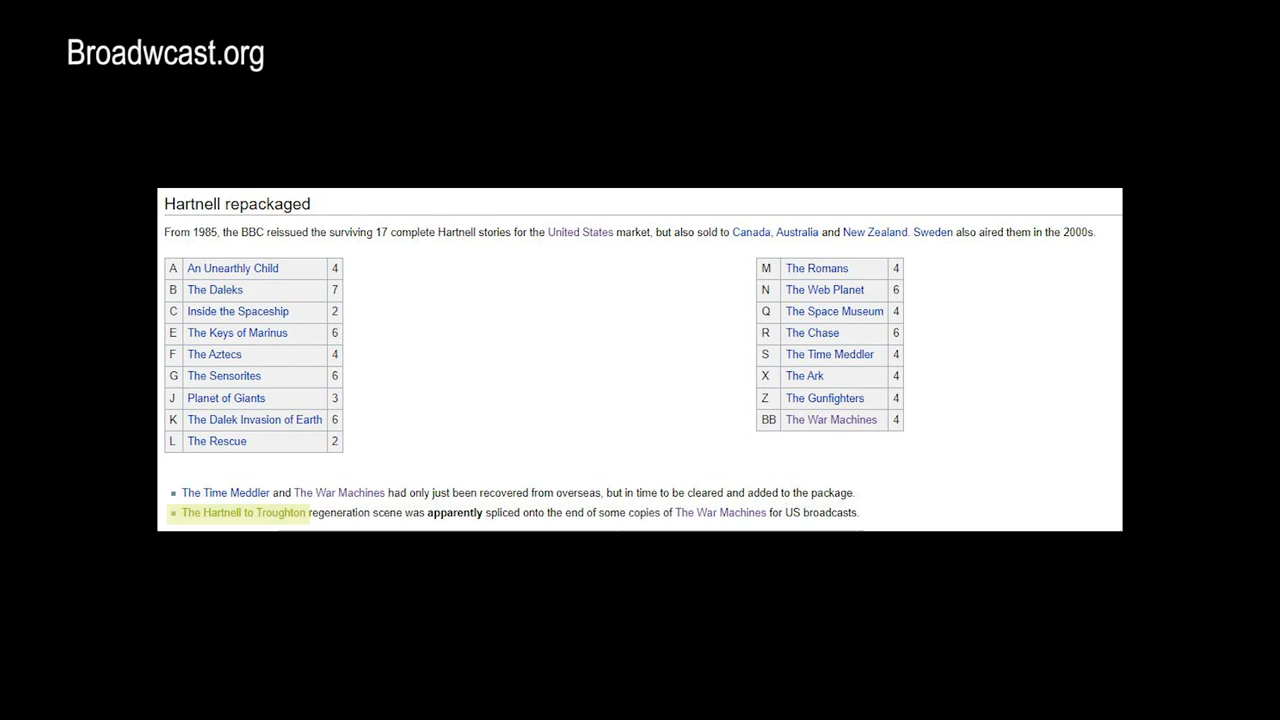 Broadwcast.org
Hartnell repackaged
From 1985, the BBC reissued the surviving 17 complete Hartnell stories for the United States market, but also sold to Canada, Australia and New Zealand. Sweden also aired them in the 2000s.
A An Unearthly Child 4
B The Daleks 7
C Inside the Spaceship 2
E The Keys of Marinus 6
F The Aztecs 4
G The Sensorites 6
J Planet of Giants 3
K The Dalek Invasion of Earth 6
L The Rescue 2
M The Romans 4
N The Web Planet 6
Q The Space Museum 4
R The Chase 6
S The Time Meddler 4
X The Ark 4
Z The Gunfighters 4
BB The War Machines 4
The Time Meddler and The War Machines had only just been recovered from overseas, but in time to be cleared and added to the package.
The Hartnell to Troughton regeneration scene was apparently spliced onto the end of some copies of The War Machines for US broadcasts.